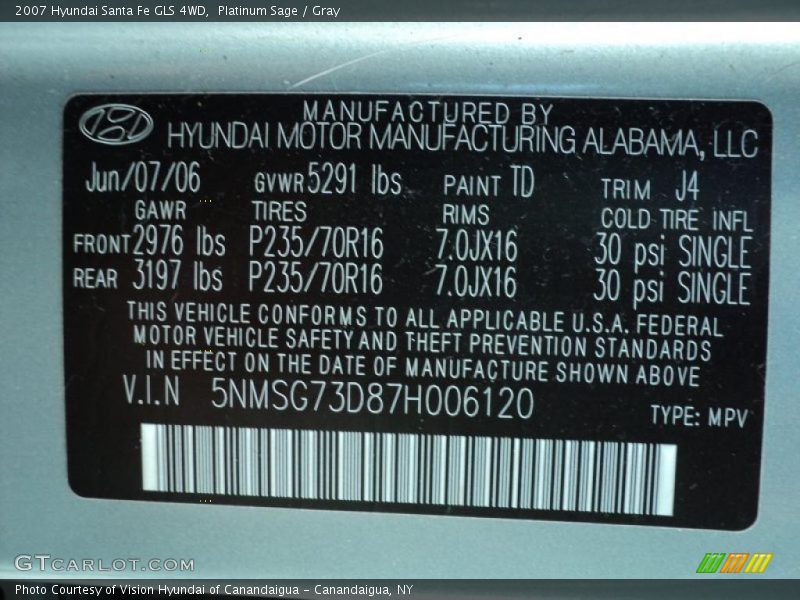 2007 Hyundai Santa Fe GLS 4WD,  Platinum Sage / Gray
MANUFACTURED BY
HYUNDAI MOTOR MANUFACTURING ALABAMA, LLC
Jun/07/06 GVWR 5291 lbs PAINT TD TRIM J4
GAWR TIRES RIMS COLD TIRE INFL
FRONT 2976 lbs P235/70R16 7.0JX16 30 psi SINGLE
REAR 3197 lbs P235/70R16 7.0JX16 30 psi SINGLE
THIS VEHICLE CONFORMS TO ALL APPLICABLE U.S.A. FEDERAL
MOTOR VEHICLE SAFETY AND THEFT PREVENTION STANDARDS
IN EFFECT ON THE DATE OF MANUFACTURE SHOWN ABOVE
V.I.N 5NMSG73D87H006120
TYPE: MPV
GTCARLOT.COM
Photo Courtesy of Vision Hyundai of Canandaigua - Canandaigua, NY